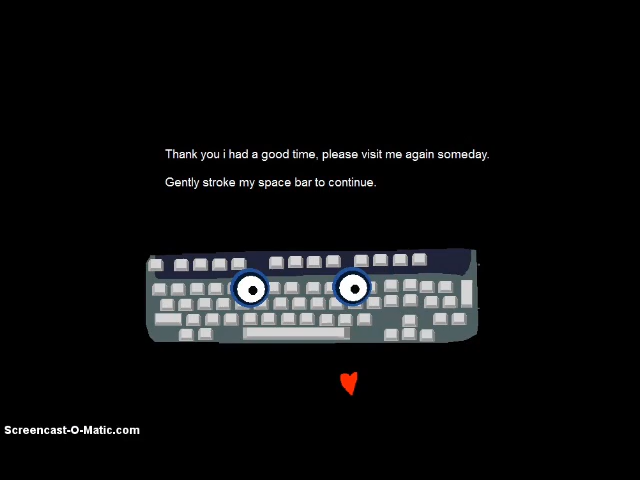 Thank you i had a good time, please visit me again someday.
Gently stroke my space bar to continue.
Screencast-O-Matic.com